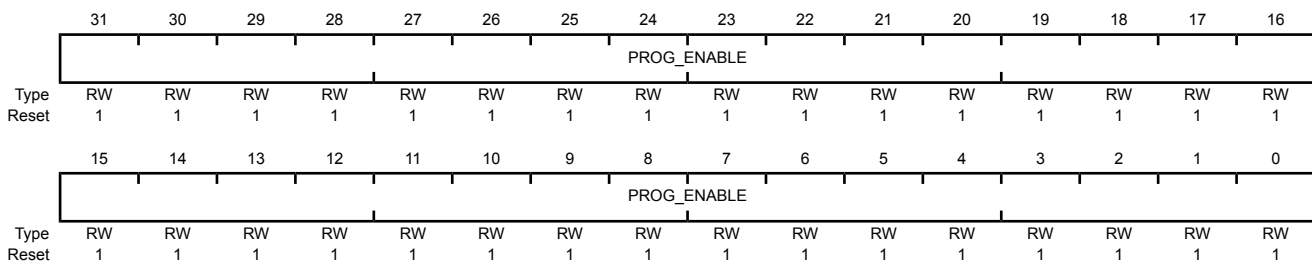 31 30 29 28 27 26 25 24 23 22 21 20 19 18 17 16
PROG_ENABLE
Type RW RW RW RW RW RW RW RW RW RW RW RW RW RW RW RW
Reset 1 1 1 1 1 1 1 1 1 1 1 1 1 1 1 1
15 14 13 12 11 10 9 8 7 6 5 4 3 2 1 0
PROG_ENABLE
Type RW RW RW RW RW RW RW RW RW RW RW RW RW RW RW RW
Reset 1 1 1 1 1 1 1 1 1 1 1 1 1 1 1 1